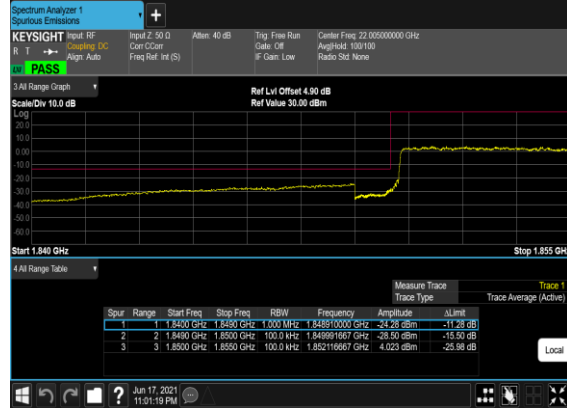 Spectrum Analyzer 1
Spurious Emissions
+
KEYSIGHT Input: RF Input Z: 50 Ω Atten: 40 dB Trig: Free Run Center Freq: 22.005000000 GHz
R T Coupling: DC Corr CCorr Gate: Off Avg|Hold: 100/100
Align: Auto Freq Ref: Int (S) IF Gain: Low Radio Std: None
PASS
3 All Range Graph
Ref Lvl Offset 4.90 dB
Scale/Div 10.0 dB Ref Value 30.00 dBm
Log
20.0
10.0
0.00
-10.0
-20.0
-30.0
-40.0
-50.0
-60.0
Start 1.840 GHz Stop 1.855 GH
4 All Range Table
Measure Trace Trace 1
Trace Type Trace Average (Active)
Spur Range Start Freq Stop Freq RBW Frequency Amplitude ΔLimit
1 1 1.8400 GHz 1.8490 GHz 1.000 MHz 1.848910000 GHz -24.28 dBm -11.28 dB
2 2 1.8490 GHz 1.8500 GHz 100.0 kHz 1.849991667 GHz -28.50 dBm -15.50 dB
3 3 1.8500 GHz 1.8550 GHz 100.0 kHz 1.852116667 GHz 4.023 dBm -25.98 dB
Local
?
Jun 17, 2021
11:01:19 PM